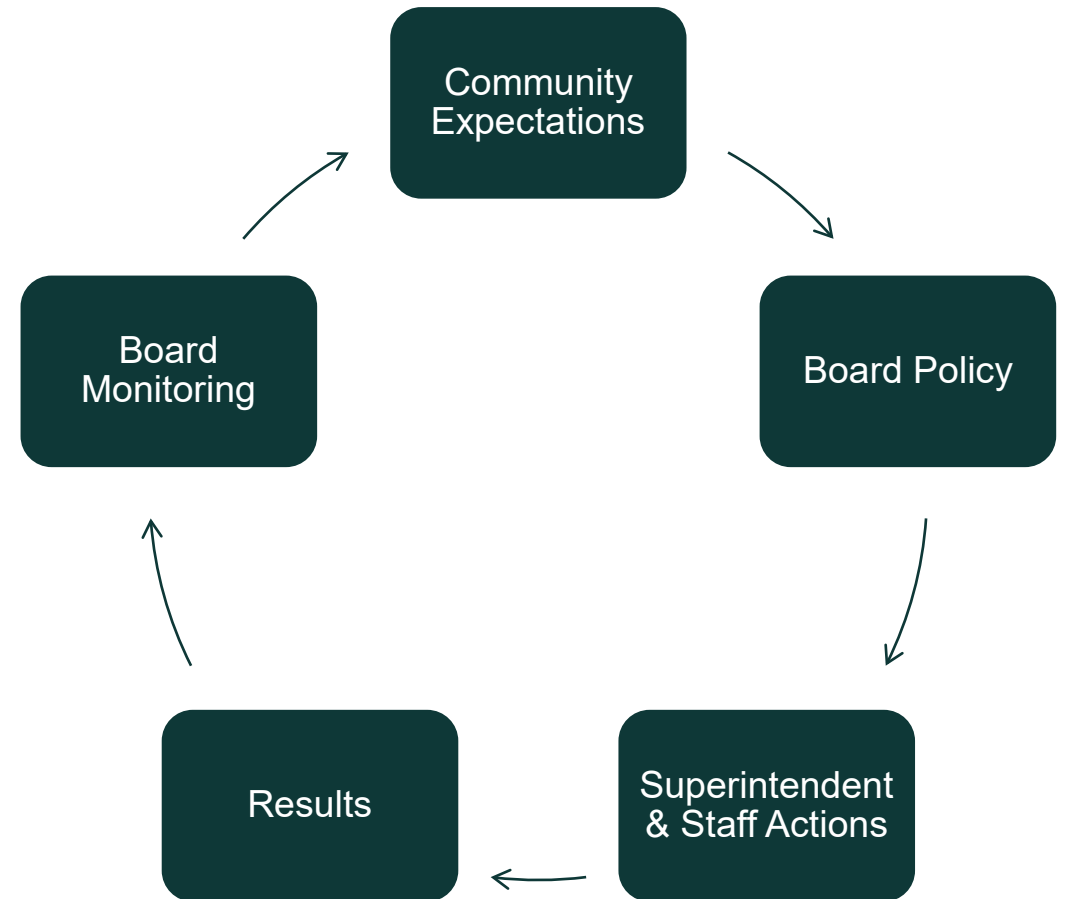 Community
Expectations
Board Policy
Superintendent
& Staff Actions
Results
Board
Monitoring